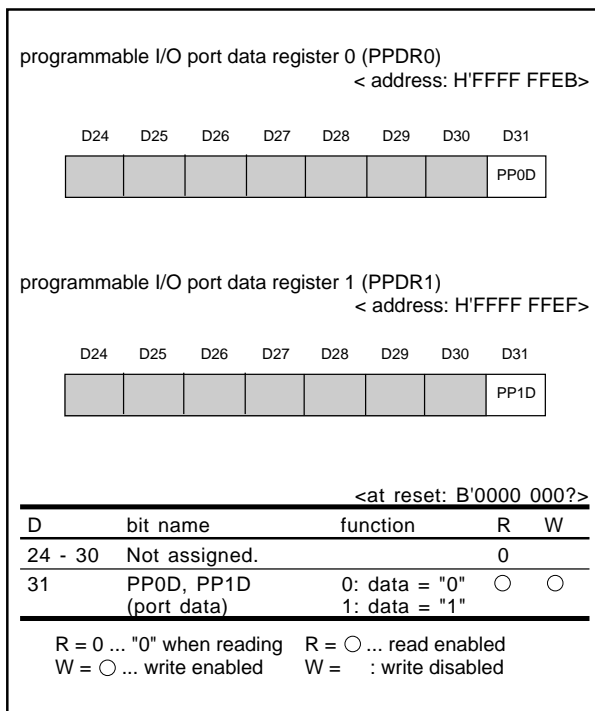 programmable I/O port data register 0 (PPDR0)
< address: H'FFFF FFEB>
D24 D25 D26 D27 D28 D29 D30 D31
PP0D
programmable I/O port data register 1 (PPDR1)
< address: H'FFFF FFEF>
D24 D25 D26 D27 D28 D29 D30 D31
PP1D
<at reset: B'0000 000?>
D bit name function R W
24 - 30 Not assigned. 0
31 PP0D, PP1D 0: data = "0" ○ ○
(port data) 1: data = "1"
R = 0 ... "0" when reading R = ○ ... read enabled
W = ○ ... write enabled W = : write disabled